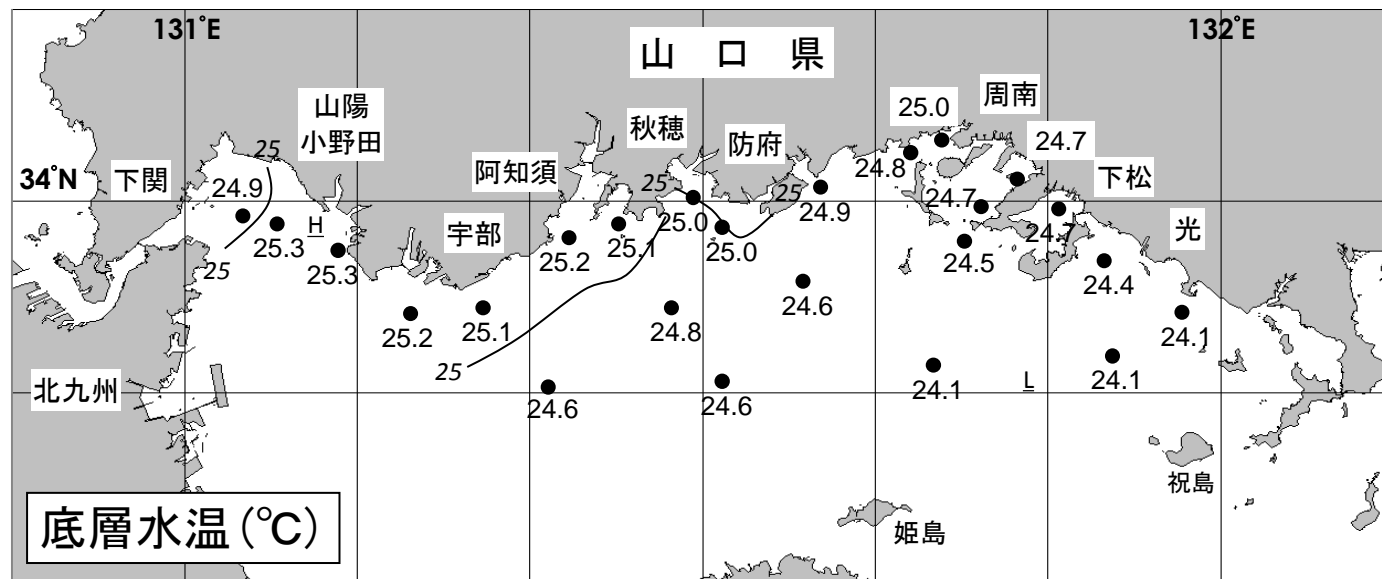 131°E
132°E
山 口 県
25.0
周南
山陽
小野田
秋穂
防府
24.7
25
24.8
下松
34°N
下関
阿知須
24.9
25
25
24.9
24.7
25.3
H
宇部
25.2
25.1
25.0
25.0
24.7
光
25
25.3
24.5
24.4
24.6
25.2
25.1
24.8
24.1
25
24.1
L
24.1
北九州
24.6
24.6
祝島
底層水温(℃)
姫島